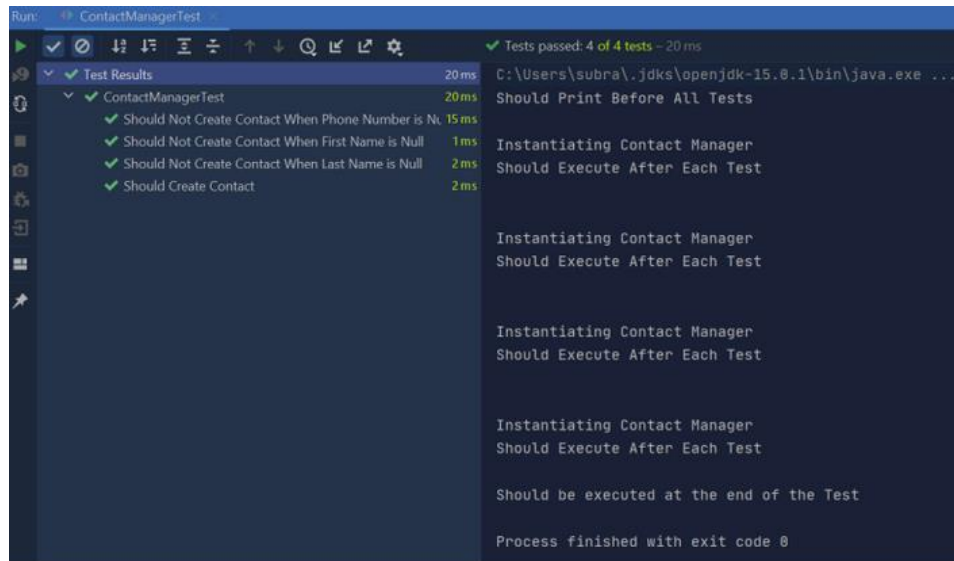 Run: ContactManagerTest
Tests passed: 4 of 4 tests – 20 ms
Test Results 20 ms
ContactManagerTest 20 ms
Should Not Create Contact When Phone Number is Nu 15 ms
Should Not Create Contact When First Name is Null 1 ms
Should Not Create Contact When Last Name is Null 2 ms
Should Create Contact 2 ms
C:\Users\subra\.jdks\openjdk-15.0.1\bin\java.exe ...
Should Print Before All Tests
Instantiating Contact Manager
Should Execute After Each Test
Instantiating Contact Manager
Should Execute After Each Test
Instantiating Contact Manager
Should Execute After Each Test
Instantiating Contact Manager
Should Execute After Each Test
Should be executed at the end of the Test
Process finished with exit code 0